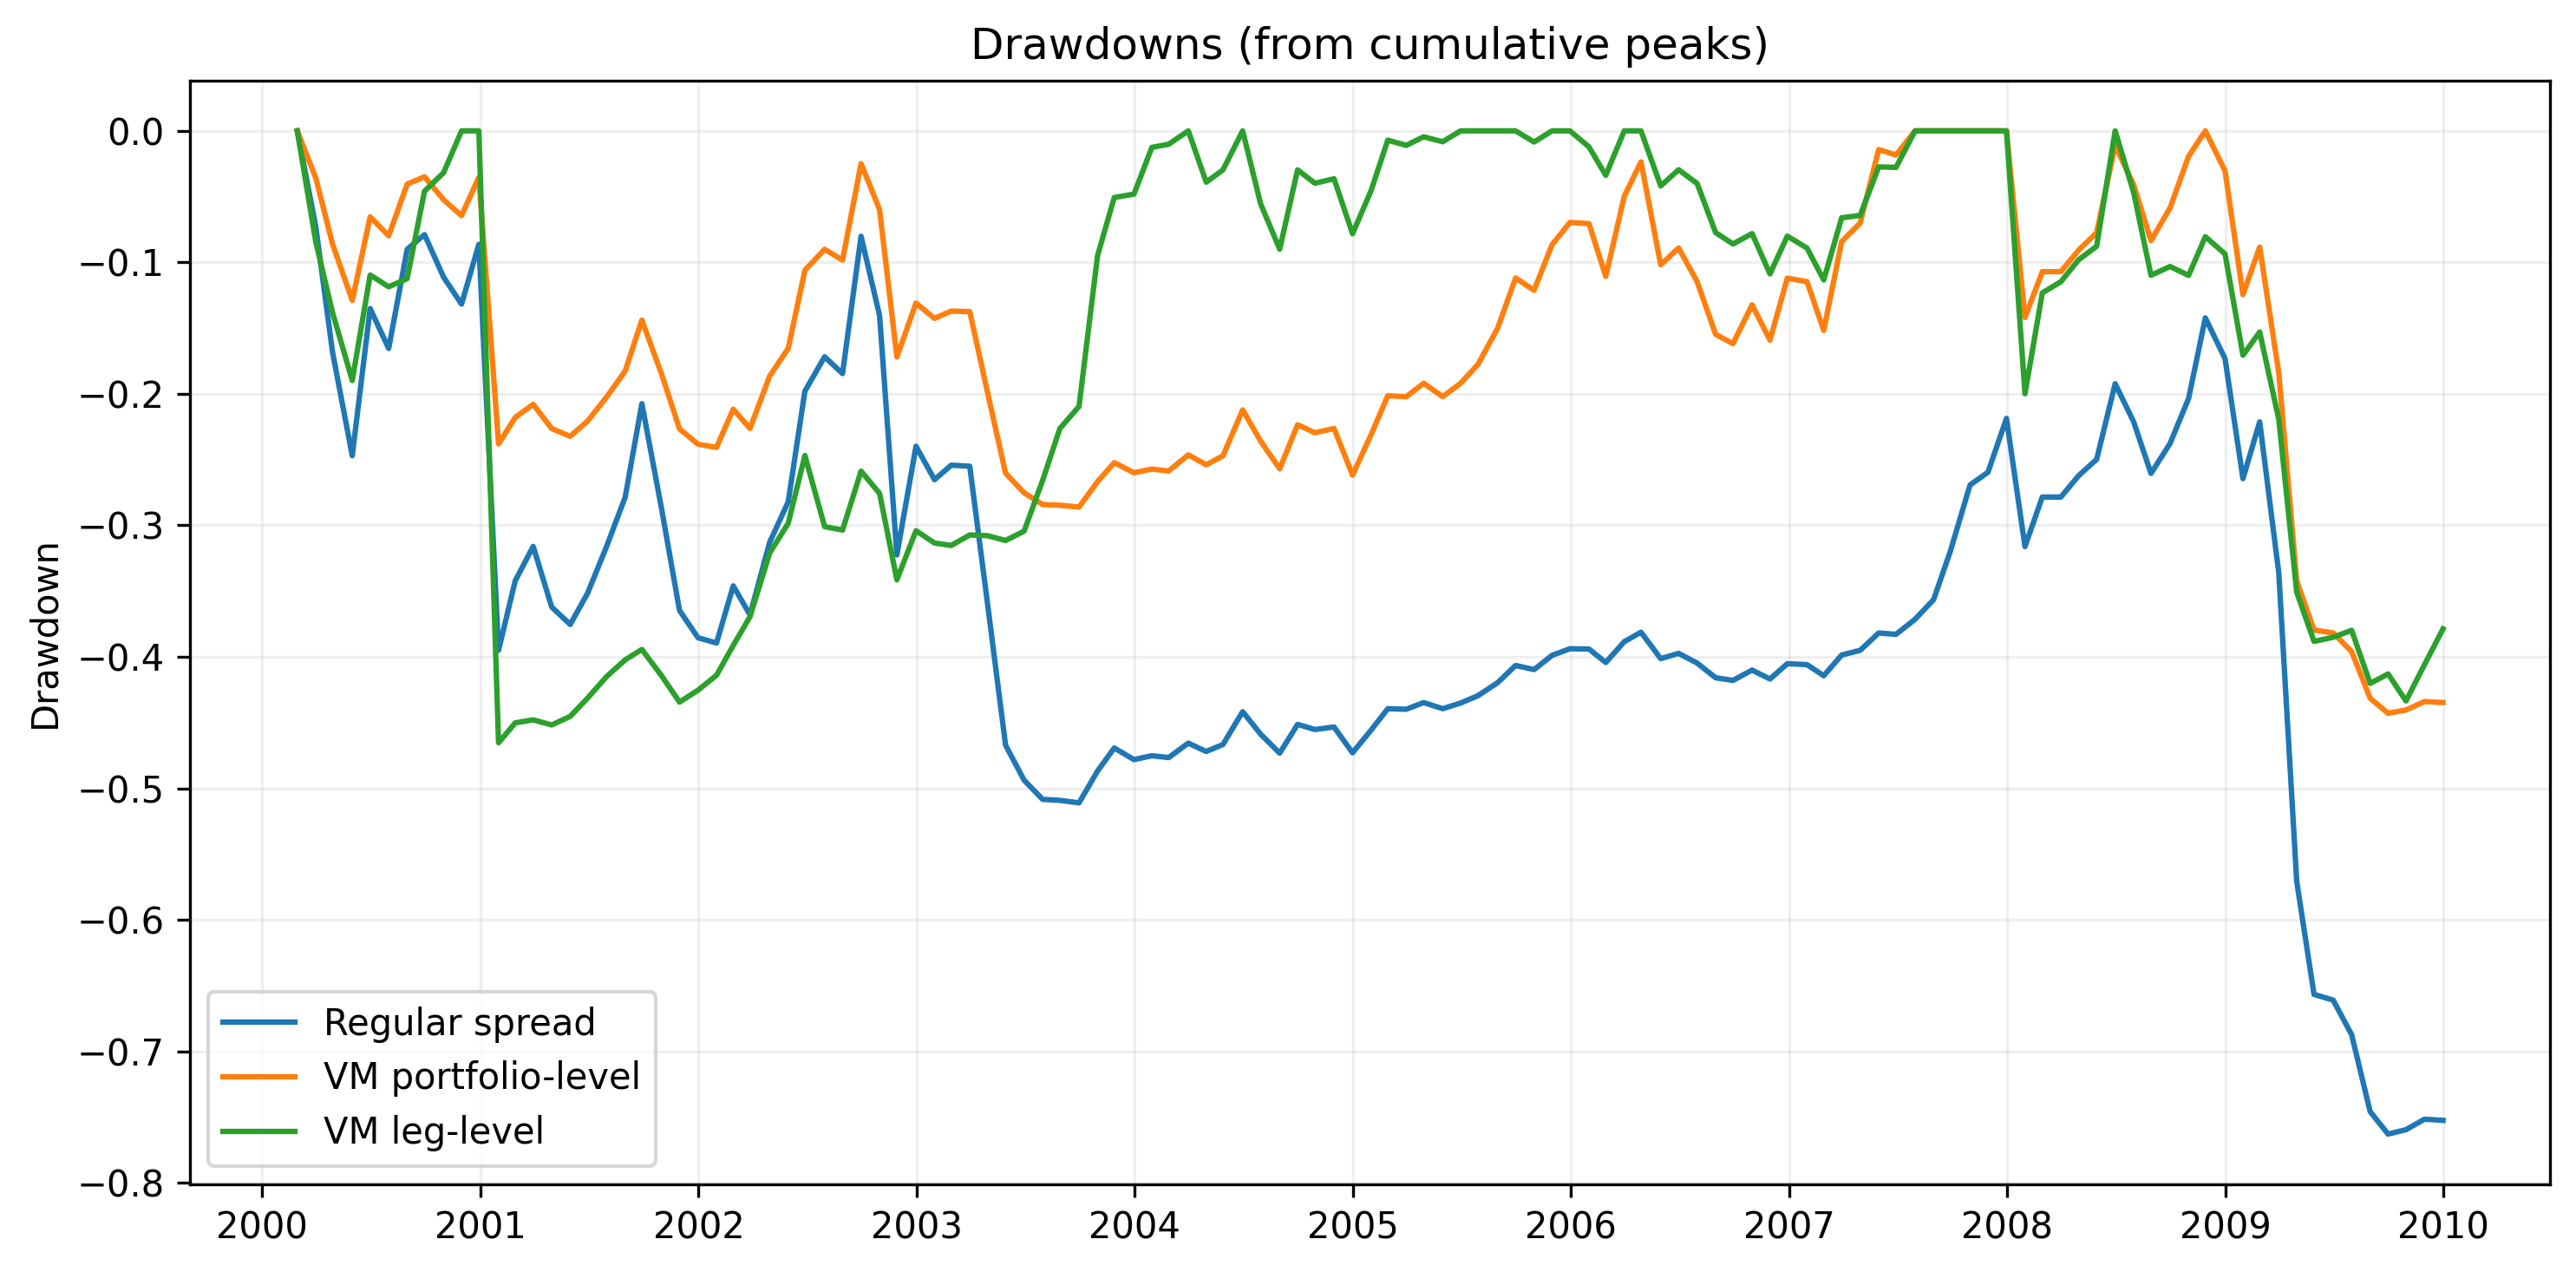 Drawdowns (from cumulative peaks)
Drawdown
0.0
−0.1
−0.2
−0.3
−0.4
−0.5
−0.6
−0.7
−0.8
Regular spread
VM portfolio-level
VM leg-level
2000 2001 2002 2003 2004 2005 2006 2007 2008 2009 2010